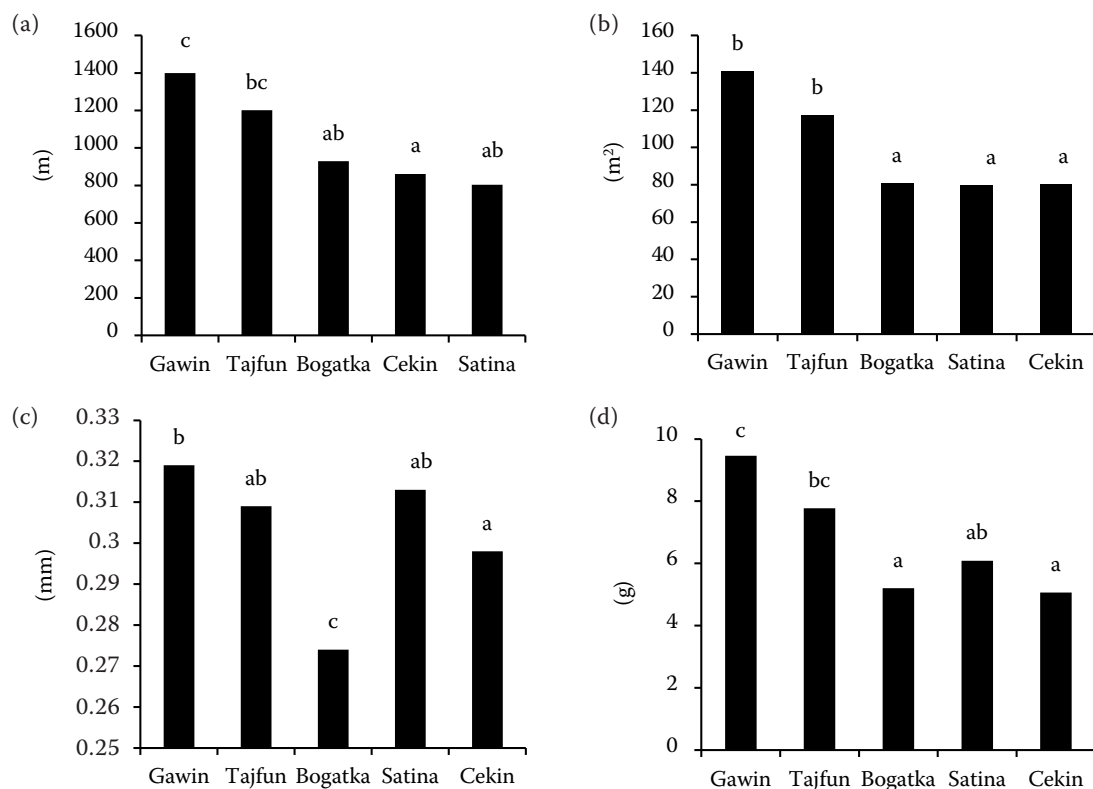 (a)
1600
1400
1200
1000
800
600
400
200
0
(m)
c
bc
ab
a
ab
Gawin Tajfun Bogatka Cekin Satina
(b)
160
140
120
100
80
60
40
20
0
(m²)
b
b
a
a
a
Gawin Tajfun Bogatka Satina Cekin
(c)
0.33
0.32
0.31
0.3
0.29
0.28
0.27
0.26
0.25
(mm)
b
ab
c
ab
a
Gawin Tajfun Bogatka Satina Cekin
(d)
10
8
6
4
2
0
(g)
c
bc
a
ab
a
Gawin Tajfun Bogatka Satina Cekin